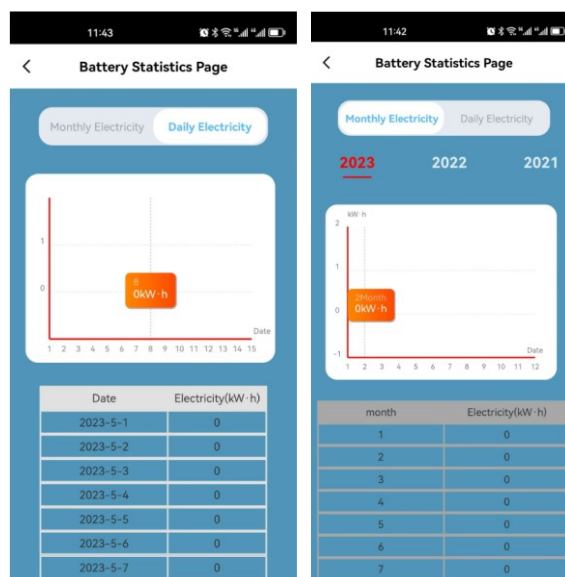 11:43
Battery Statistics Page
Monthly Electricity Daily Electricity
1
0
8
0kW·h
Date
1 2 3 4 5 6 7 8 9 10 11 12 13 14 15
Date Electricity(kW·h)
2023-5-1 0
2023-5-2 0
2023-5-3 0
2023-5-4 0
2023-5-5 0
2023-5-6 0
2023-5-7 0
11:42
Battery Statistics Page
Monthly Electricity Daily Electricity
2023 2022 2021
kW·h
2
1
0
2Month
0kW·h
-1
Date
1 2 3 4 5 6 7 8 9 10 11 12
month Electricity(kW·h)
1 0
2 0
3 0
4 0
5 0
6 0
7 0